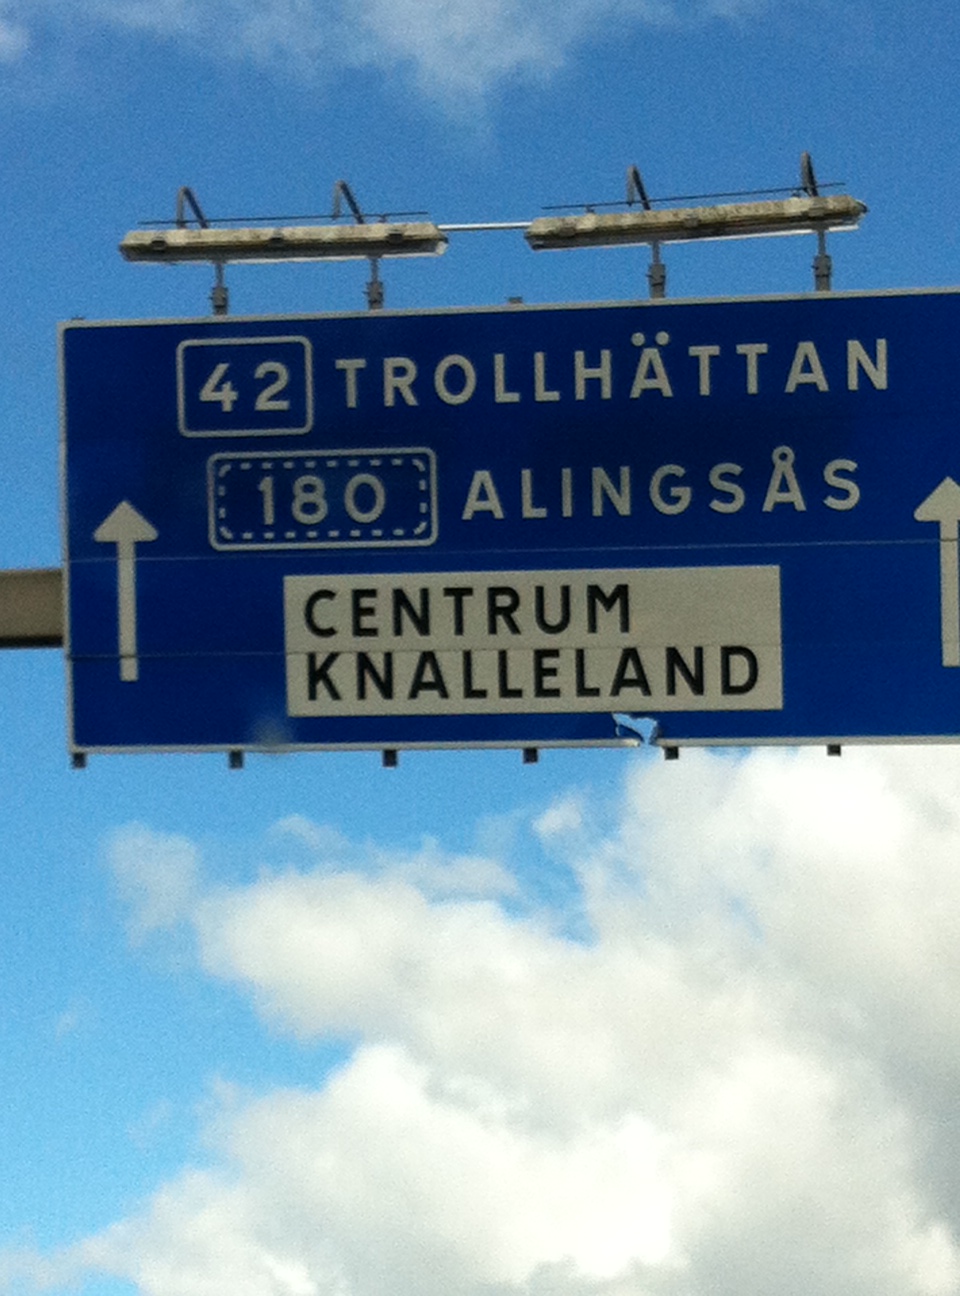 42 TROLLHÄTTAN
180 ALINGSÅS
CENTRUM
KNALLELAND